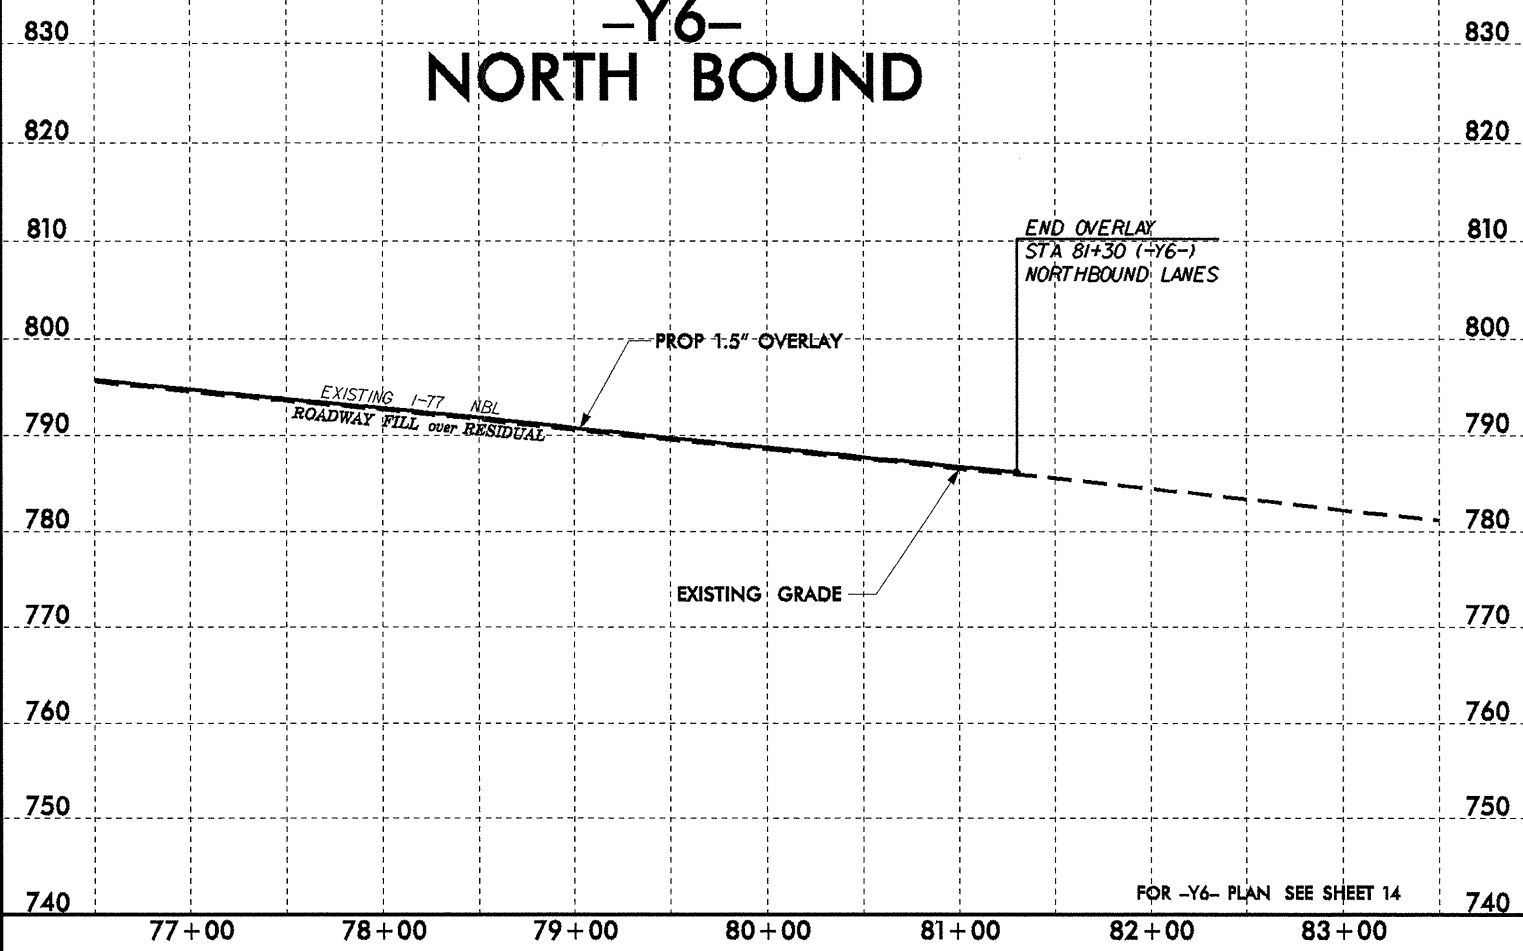 -Y6-
NORTH BOUND
830 830
820 820
810 810
END OVERLAY
STA 81+30 (-Y6-)
NORTHBOUND LANES
800 800
PROP 1.5" OVERLAY
EXISTING I-77 NBL
ROADWAY FILL over RESIDUAL
790 790
780 780
EXISTING GRADE
770 770
760 760
750 750
FOR -Y6- PLAN SEE SHEET 14
740 740
77+00 78+00 79+00 80+00 81+00 82+00 83+00